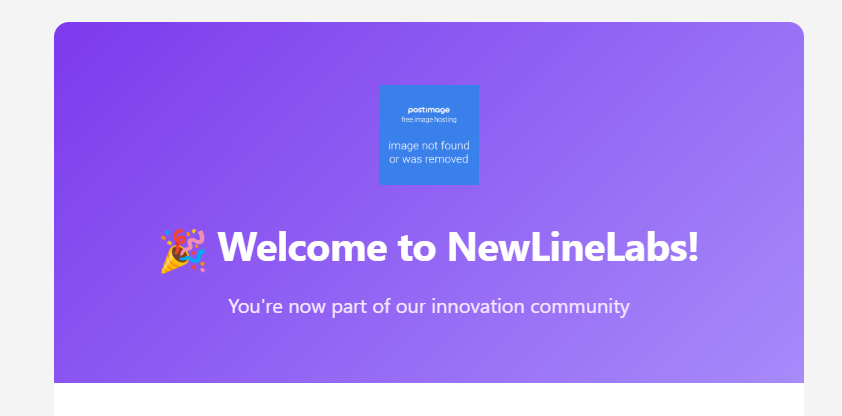 postimage
free image hosting
image not found
or was removed
🎉 Welcome to NewLineLabs!
You're now part of our innovation community